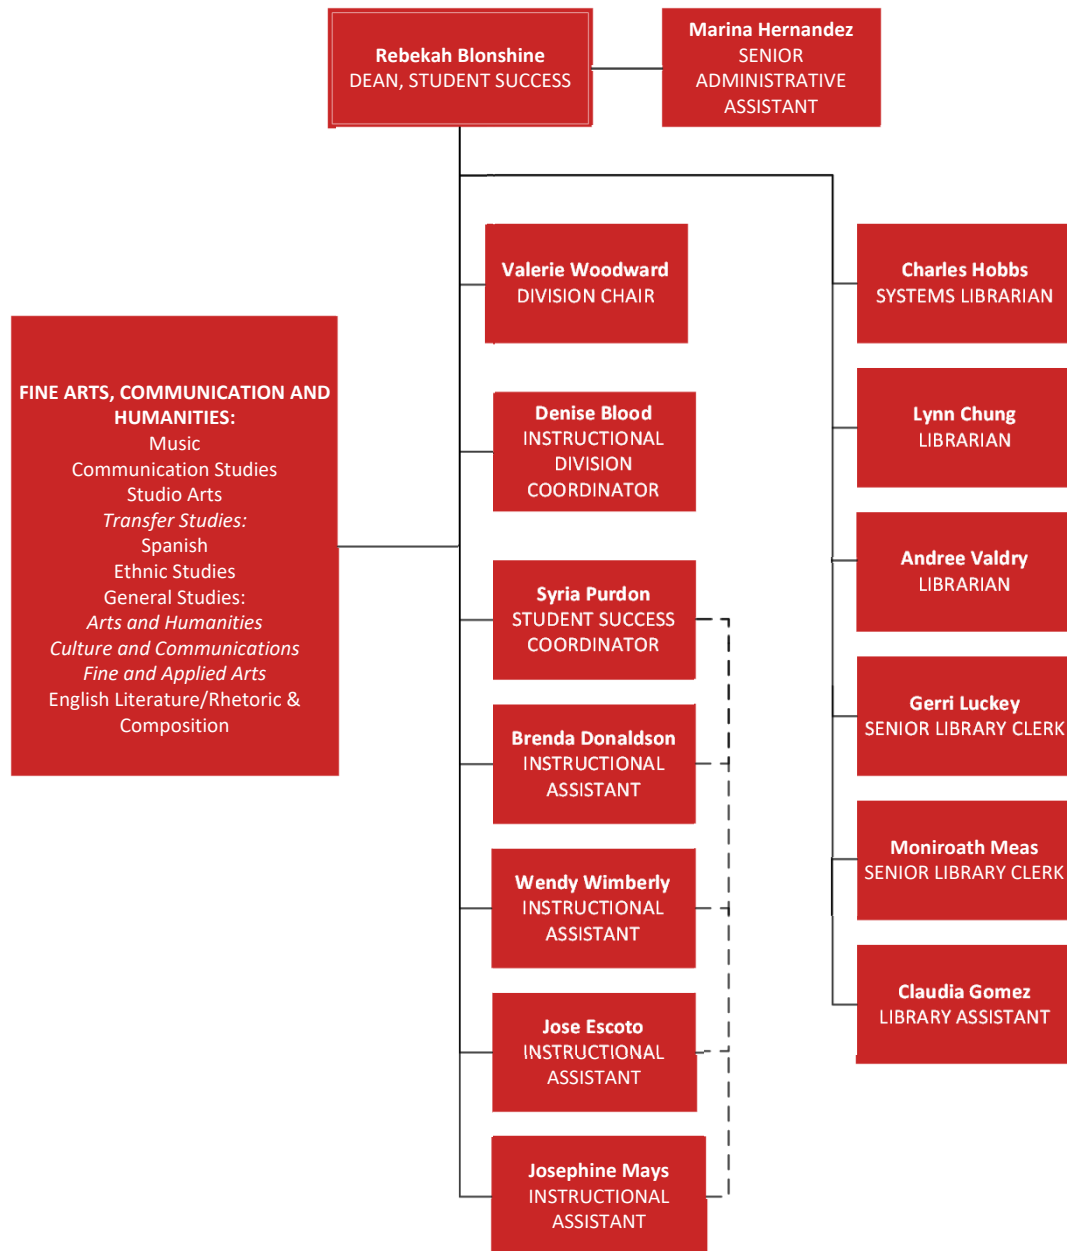 Rebekah Blonshine
DEAN, STUDENT SUCCESS
Marina Hernandez
SENIOR
ADMINISTRATIVE
ASSISTANT
FINE ARTS, COMMUNICATION AND
HUMANITIES:
Music
Communication Studies
Studio Arts
Transfer Studies:
Spanish
Ethnic Studies
General Studies:
Arts and Humanities
Culture and Communications
Fine and Applied Arts
English Literature/Rhetoric &
Composition
Valerie Woodward
DIVISION CHAIR
Denise Blood
INSTRUCTIONAL
DIVISION
COORDINATOR
Syria Purdon
STUDENT SUCCESS
COORDINATOR
Brenda Donaldson
INSTRUCTIONAL
ASSISTANT
Wendy Wimberly
INSTRUCTIONAL
ASSISTANT
Jose Escoto
INSTRUCTIONAL
ASSISTANT
Josephine Mays
INSTRUCTIONAL
ASSISTANT
Charles Hobbs
SYSTEMS LIBRARIAN
Lynn Chung
LIBRARIAN
Andree Valdry
LIBRARIAN
Gerri Luckey
SENIOR LIBRARY CLERK
Moniroath Meas
SENIOR LIBRARY CLERK
Claudia Gomez
LIBRARY ASSISTANT